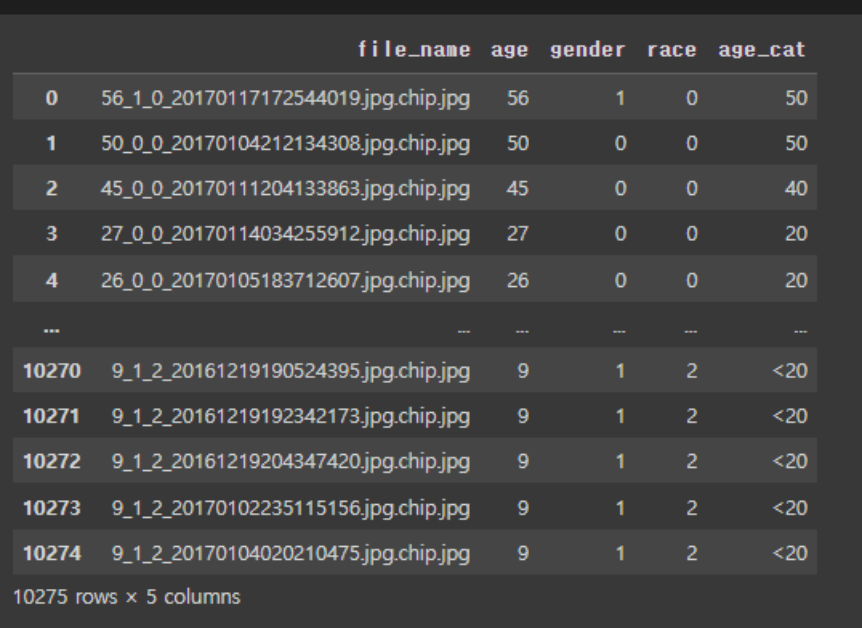 file_name age gender race age_cat
0 56_1_0_20170117172544019.jpg.chip.jpg 56 1 0 50
1 50_0_0_20170104212134308.jpg.chip.jpg 50 0 0 50
2 45_0_0_20170111204133863.jpg.chip.jpg 45 0 0 40
3 27_0_0_20170114034255912.jpg.chip.jpg 27 0 0 20
4 26_0_0_20170105183712607.jpg.chip.jpg 26 0 0 20
... ... ... ... ... ...
10270 9_1_2_20161219190524395.jpg.chip.jpg 9 1 2 <20
10271 9_1_2_20161219192342173.jpg.chip.jpg 9 1 2 <20
10272 9_1_2_20161219204347420.jpg.chip.jpg 9 1 2 <20
10273 9_1_2_20170102235115156.jpg.chip.jpg 9 1 2 <20
10274 9_1_2_20170104020210475.jpg.chip.jpg 9 1 2 <20
10275 rows × 5 columns